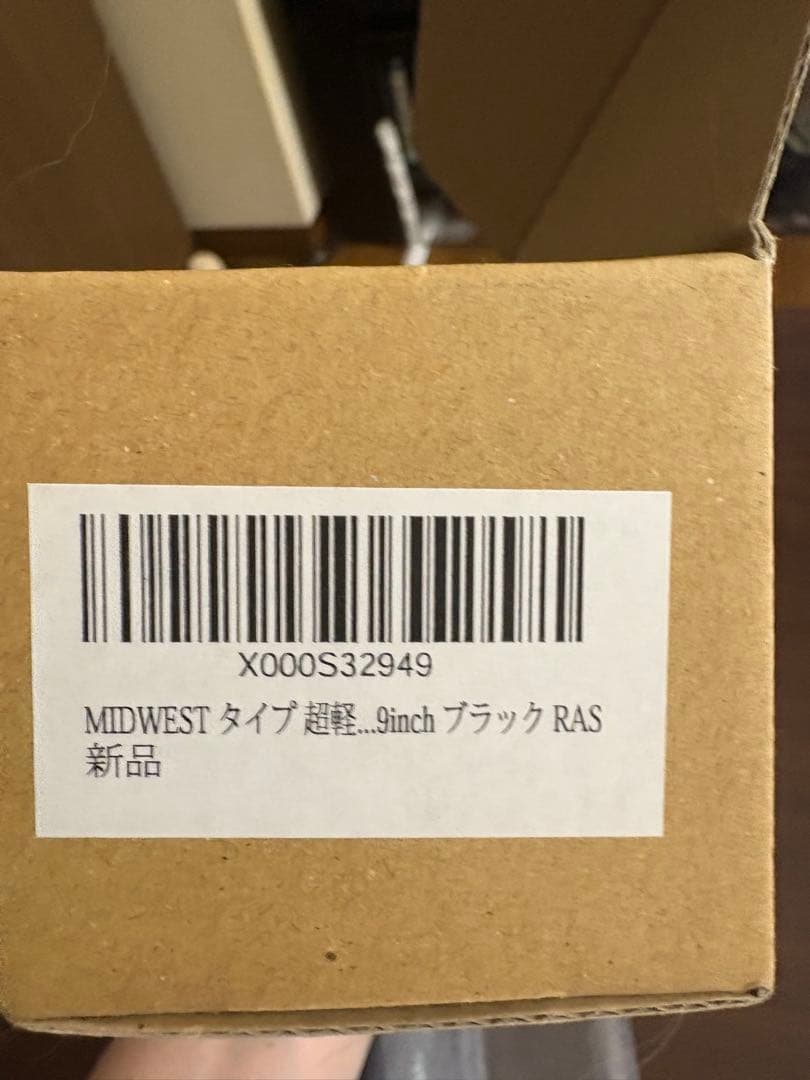 X000S32949
MIDWEST タイプ 超軽...9inch ブラック RAS
新品